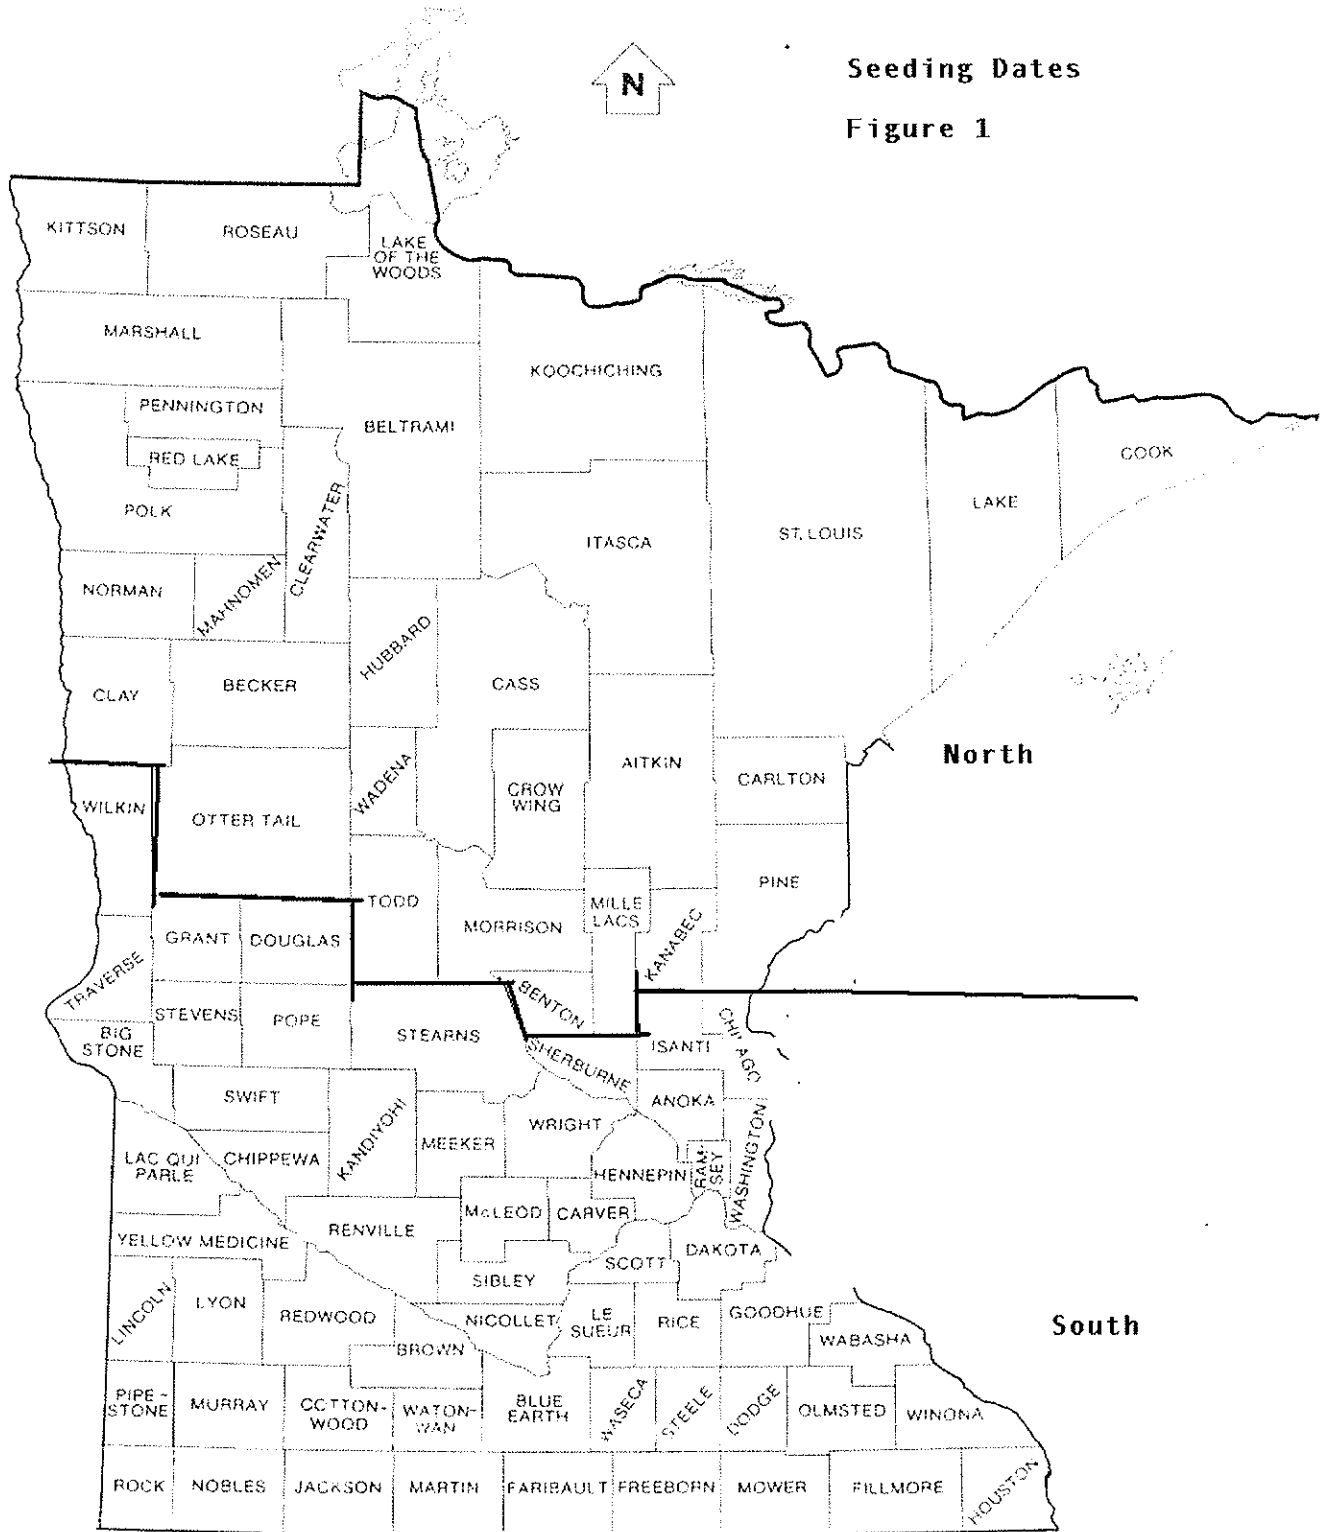 Seeding Dates
N
Figure 1
KITTSON
ROSEAU
LAKE
OF THE
WOODS
MARSHALL
KOOCHICHING
PENNINGTON
BELTRAMI
RED LAKE
COOK
LAKE
POLK
CLEARWATER
ST. LOUIS
ITASCA
NORMAN
MAHNOMEN
HUBBARD
CLAY
BECKER
CASS
North
WADENA
AITKIN
CARLTON
WILKIN
CROW
WING
OTTER TAIL
PINE
TODD
MILLE
LACS
MORRISON
KANABEC
GRANT
DOUGLAS
TRAVERSE
BENTON
STEVENS
POPE
BIG
STONE
STEARNS
ISANTI
CHI AGO
SHERBURNE
SWIFT
ANOKA
WRIGHT
KANDIYOHI
MEEKER
WASHINGTON
LAC QUI
PARLE
CHIPPEWA
HENNEPIN
RAM-
SEY
McLEOD
CARVER
RENVILLE
YELLOW MEDICINE
DAKOTA
SCOTT
SIBLEY
LINCOLN
LYON
REDWOOD
NICOLLET
LE
SUEUR
RICE
GOODHUE
WABASHA
South
BROWN
PIPE-
STONE
MURRAY
COTTON-
WOOD
WATON-
WAN
BLUE
EARTH
WASECA
STEELE
DODGE
OLMSTED
WINONA
ROCK
NOBLES
JACKSON
MARTIN
FARIBAULT
FREEBORN
MOWER
FILLMORE
HOUSTON